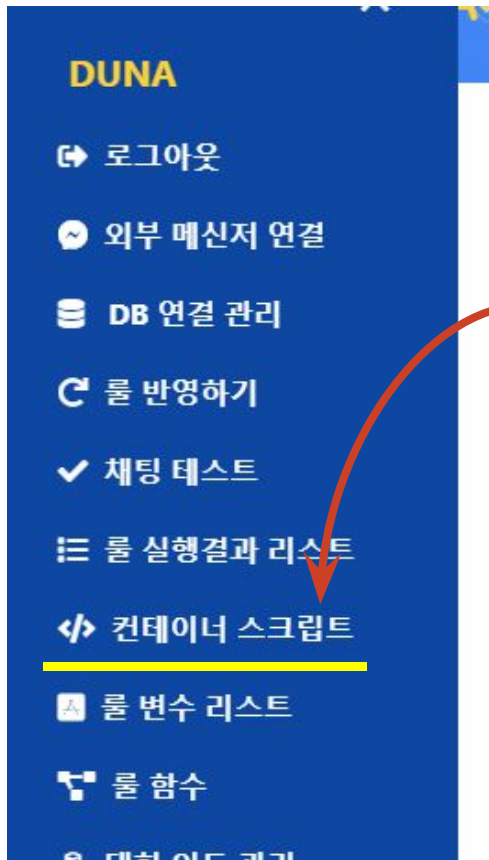 DUNA
로그아웃
외부 메신저 연결
DB 연결 관리
룰 반영하기
채팅 테스트
룰 실행결과 리스트
컨테이너 스크립트
룰 변수 리스트
룰 함수